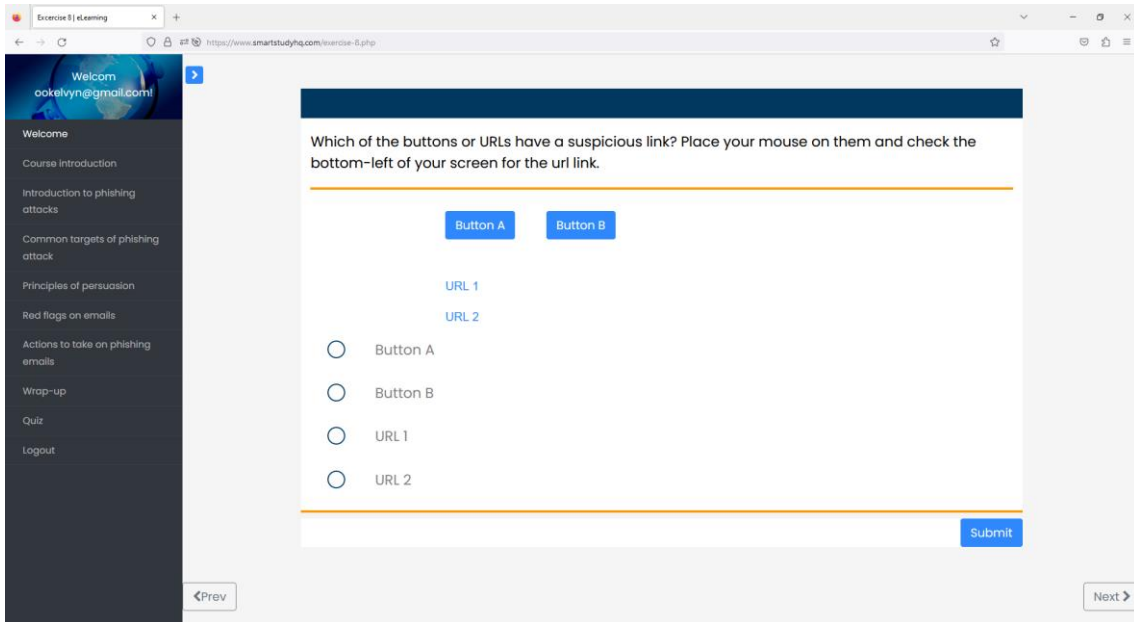 Excercise 8 | eLearning
https://www.smartstudyhq.com/exercise-8.php
Welcom
ookelvyn@gmail.com!
Welcome
Course introduction
Introduction to phishing
attacks
Common targets of phishing
attack
Principles of persuasion
Red flags on emails
Actions to take on phishing
emails
Wrap-up
Quiz
Logout
Which of the buttons or URLs have a suspicious link? Place your mouse on them and check the
bottom-left of your screen for the url link.
Button A Button B
URL 1
URL 2
Button A
Button B
URL 1
URL 2
Submit
Prev
Next